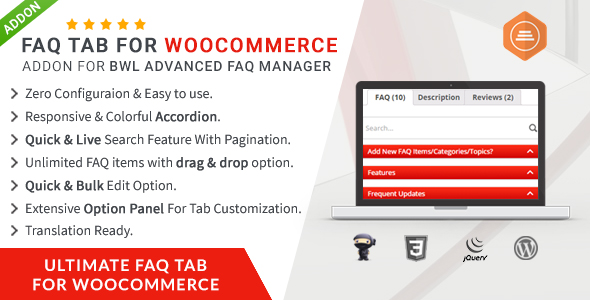 ADDON
FAQ TAB FOR WOOCOMMERCE
ADDON FOR BWL ADVANCED FAQ MANAGER
Zero Configuraion & Easy to use.
Responsive & Colorful Accordion.
Quick & Live Search Feature With Pagination.
Unlimited FAQ items with drag & drop option.
Quick & Bulk Edit Option.
Extensive Option Panel For Tab Customization.
Translation Ready.
ULTIMATE FAQ TAB
FOR WOOCOMMERCE
FAQ (10) Description Reviews (2)
Search...
Add New FAQ Items/Categories/Topics?
Features
Frequent Updates
3
jQuery
W